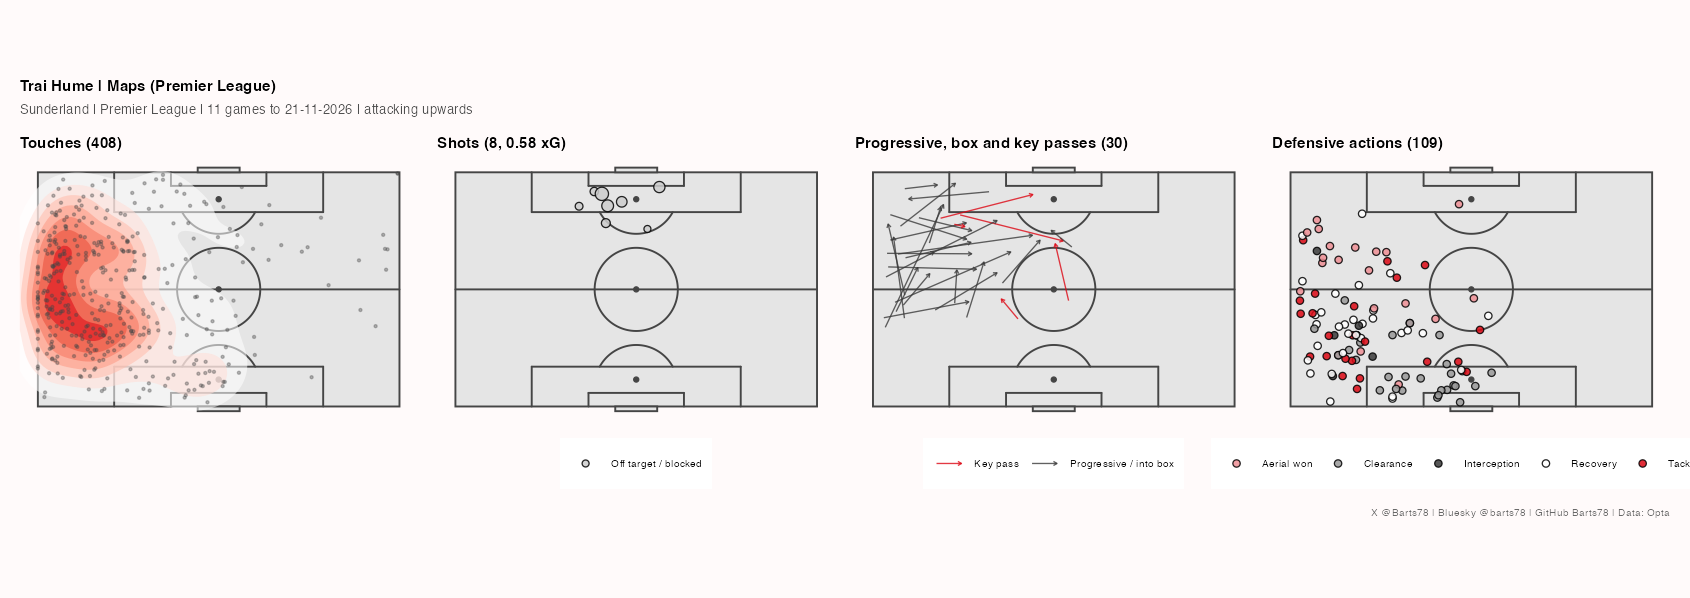 Trai Hume | Maps (Premier League)
Sunderland | Premier League | 11 games to 21-11-2026 | attacking upwards
Touches (408)
Shots (8, 0.58 xG)
Progressive, box and key passes (30)
Defensive actions (109)
Off target / blocked
Key pass
Progressive / into box
Aerial won
Clearance
Interception
Recovery
Tack
X @Barts78 | Bluesky @barts78 | GitHub Barts78 | Data: Opta